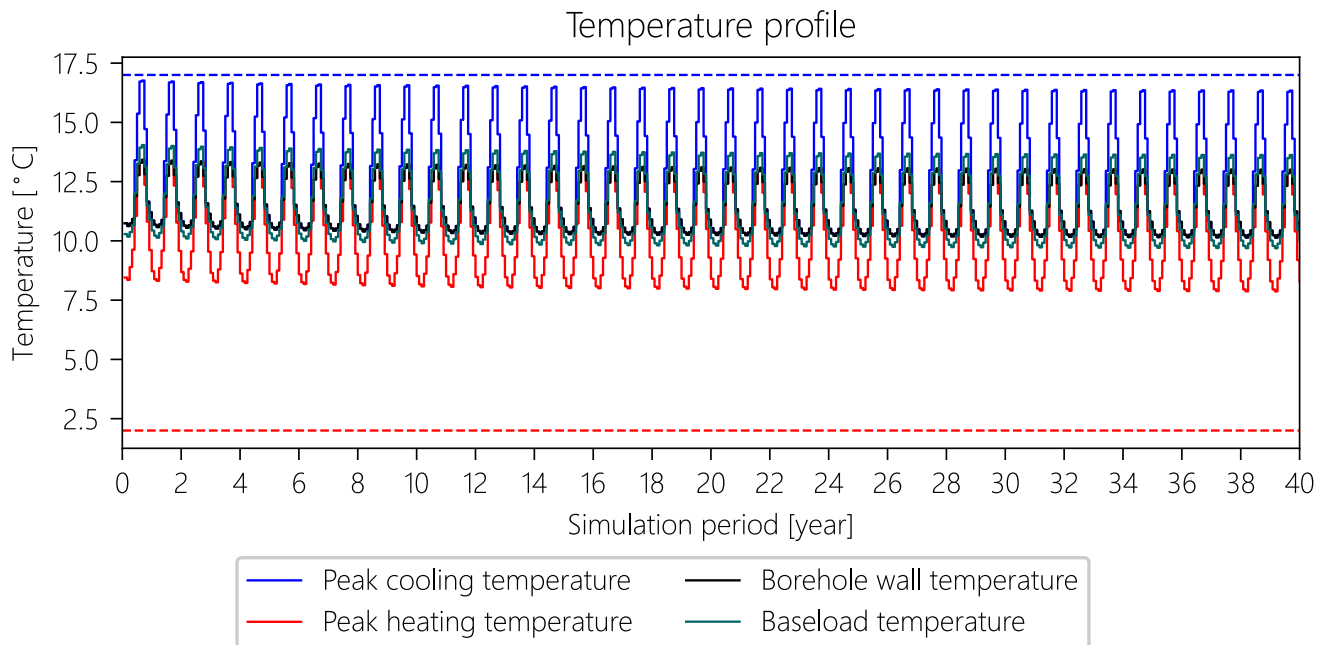 Temperature profile
17.5
15.0
12.5
10.0
7.5
5.0
2.5
Temperature [°C]
0 2 4 6 8 10 12 14 16 18 20 22 24 26 28 30 32 34 36 38 40
Simulation period [year]
Peak cooling temperature
Peak heating temperature
Borehole wall temperature
Baseload temperature